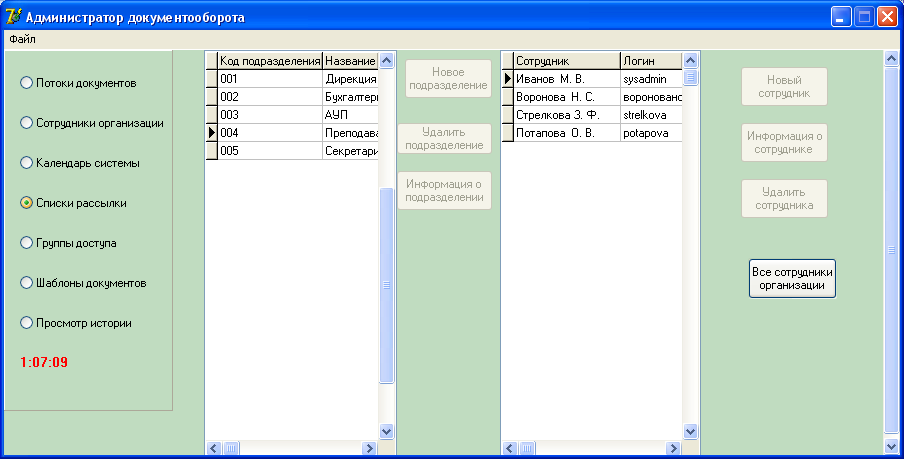 Администратор документооборота
Файл
Потоки документов
Сотрудники организации
Календарь системы
Списки рассылки
Группы доступа
Шаблоны документов
Просмотр истории
1:07:09
Код подразделения Название
001 Дирекция
002 Бухгалтери
003 АУП
004 Преподава
005 Секретари
Новое
подразделение
Удалить
подразделение
Информация о
подразделении
Сотрудник Логин
Иванов М. В. sysadmin
Воронова Н. С. вороновано
Стрелкова З. Ф. strelkova
Потапова О. В. potapova
Новый
сотрудник
Информация о
сотруднике
Удалить
сотрудника
Все сотрудники
организации